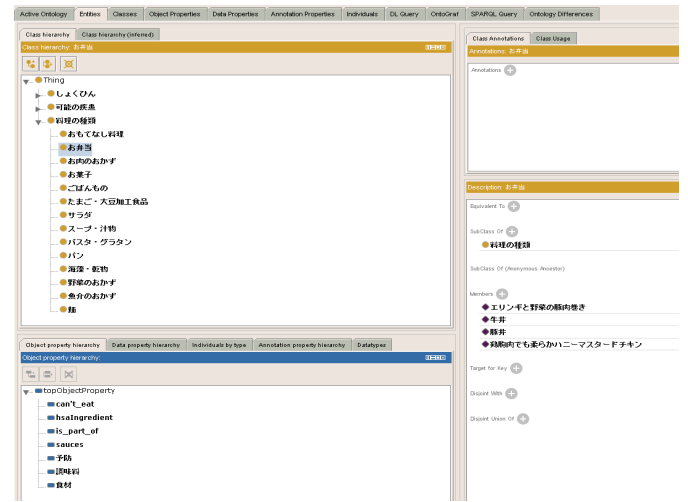 Active Ontology Entities Classes Object Properties Data Properties Annotation Properties Individuals DL Query OntoGraf SPARQL Query Ontology Differences
Class hierarchy Class hierarchy (inferred)
Class hierarchy: お弁当
Thing
しょくひん
可能の疾患
料理の種類
おもてなし料理
お弁当
お肉のおかず
お菓子
ごはんもの
たまご・大豆加工食品
サラダ
スープ・汁物
パスタ・グラタン
パン
海藻・乾物
野菜のおかず
魚介のおかず
麺
Object property hierarchy Data property hierarchy Individuals by type Annotation property hierarchy Datatypes
Object property hierarchy:
topObjectProperty
can't_eat
hsaIngredient
is_part_of
sauces
予防
調味料
食材
Class Annotations Class Usage
Annotations: お弁当
Annotations
Description: お弁当
Equivalent To
SubClass Of
料理の種類
SubClass Of (Anonymous Ancestor)
Members
エリンギと野菜の豚肉巻き
牛丼
豚丼
鶏胸肉でも柔らかハニーマスタードチキン
Target for Key
Disjoint With
Disjoint Union Of